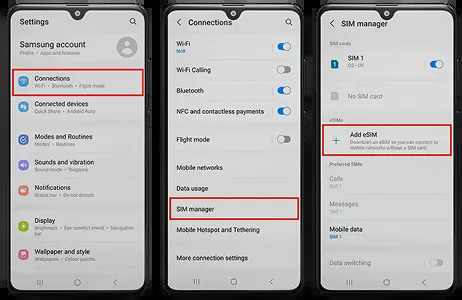 Settings
Samsung account
Profile • Apps and features
Connections
Wi-Fi • Bluetooth • Flight mode
Connected devices
Quick Share • Android Auto
Modes and Routines
Modes • Routines
Sounds and vibration
Sound mode • Ringtone
Notifications
Status bar • Do not disturb
Display
Brightness • Eye comfort shield • Navigation
bar
Wallpaper and style
Wallpapers • Colour palette
Connections
Wi-Fi
Wi-Fi Calling
Bluetooth
NFC and contactless payments
Flight mode
Mobile networks
Data usage
SIM manager
Mobile Hotspot and Tethering
More connection settings
SIM manager
SIM cards
1
SIM 1
O2 - UK
No SIM card
eSIMs
Add eSIM
Download an eSIM so you can connect to
mobile networks without a SIM card
Preferred SIMs
Calls
SIM 1
Messages
SIM 1
Mobile data
SIM 1
Data switching